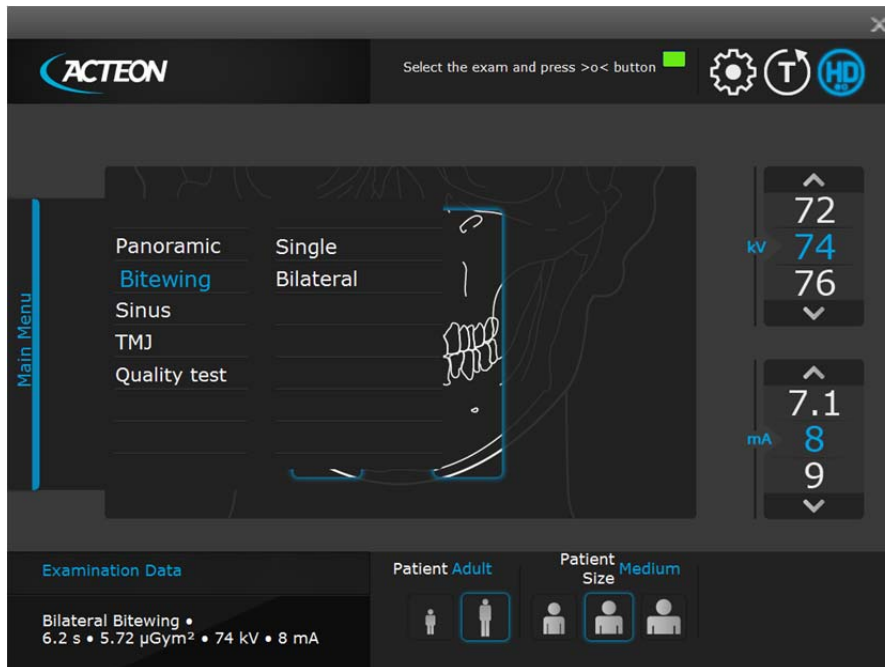 ACTEON
Select the exam and press >o< button
T
HD
Main Menu
Panoramic
Bitewing
Sinus
TMJ
Quality test
Single
Bilateral
kV
72
74
76
mA
7.1
8
9
Examination Data
Bilateral Bitewing •
6.2 s • 5.72 µGym² • 74 kV • 8 mA
Patient Adult
Patient Size Medium